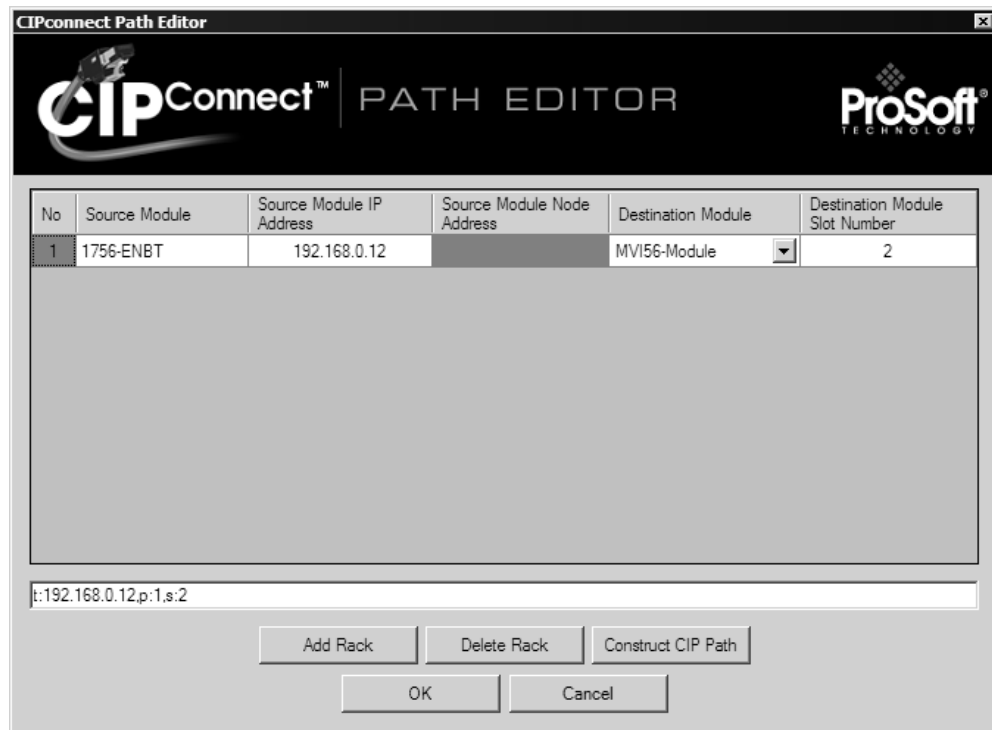 CIPconnect Path Editor
CIPConnect™ PATH EDITOR
ProSoft®
TECHNOLOGY
No Source Module Source Module IP Address Source Module Node Address Destination Module Destination Module Slot Number
1 1756-ENBT 192.168.0.12 MVI56-Module 2
t:192.168.0.12,p:1,s:2
Add Rack Delete Rack Construct CIP Path
OK Cancel